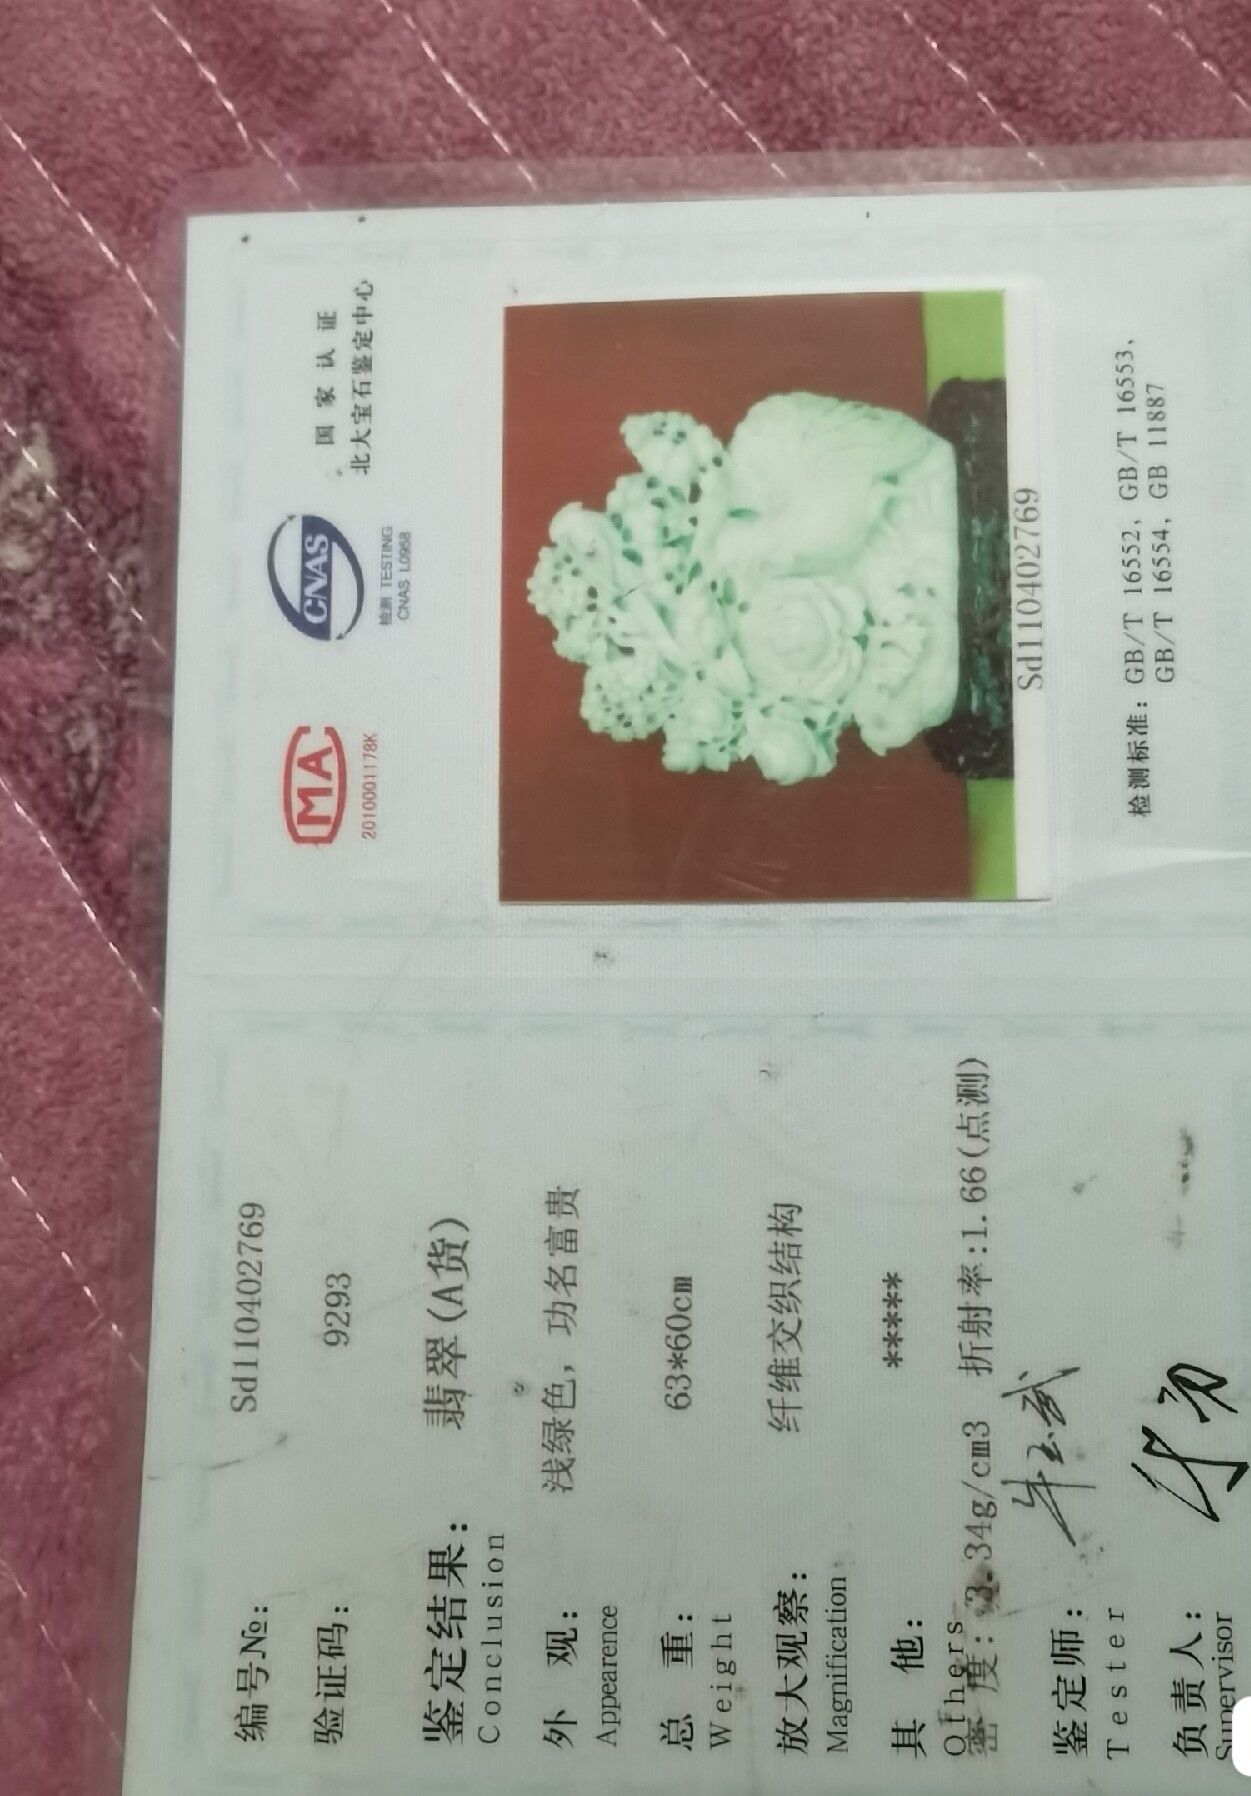 编号№: Sd110402769
验证码: 9293
鉴定结果: 翡翠(A货)
Conclusion
外 观: 浅绿色，功名富贵
Appearence
总 重: 63*60cm
Weight
放大观察: 纤维交织结构
Magnification
其 他: *****
Others
密 度: 3.34g/cm3 折射率:1.66(点测)
鉴定师:
Tester
负责人:
Supervisor
MA
2010001178K
CNAS
检测 TESTING
CNAS L0958
国家认证
北大宝石鉴定中心
Sd110402769
检测标准: GB/T 16552, GB/T 16553,
GB/T 16554, GB 11887